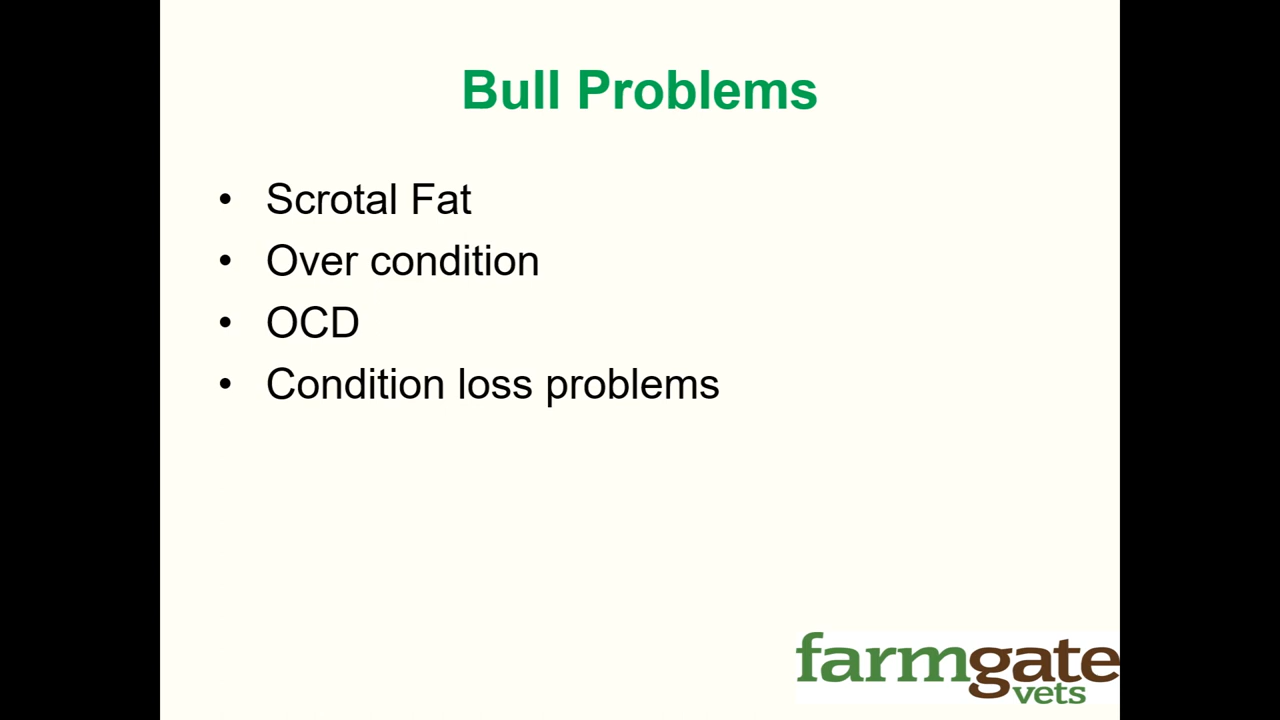 Bull Problems
• Scrotal Fat
• Over condition
• OCD
• Condition loss problems
farmgate
vets